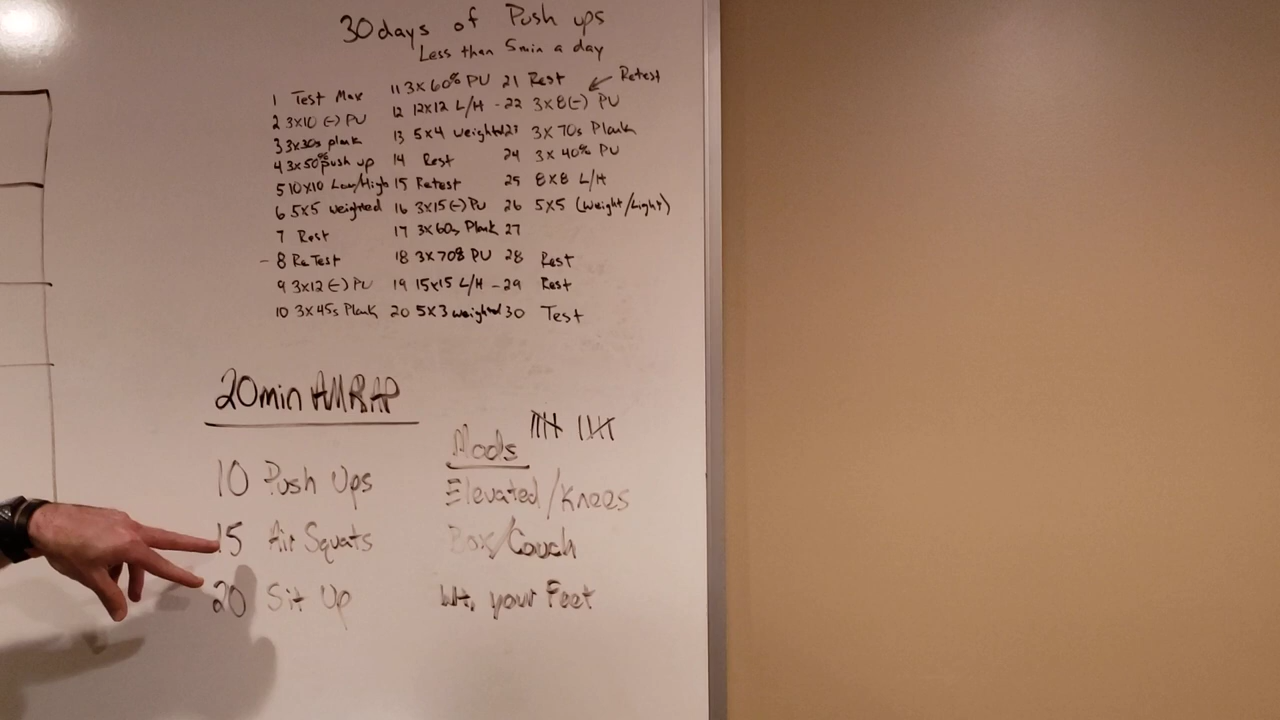 30 days of Push ups
Less than 5min a day
1 Test Max
2 3x10 (-) PU
3 3x30s plank
4 3x50% push up
5 10x10 Low/High
6 5x5 weighted
7 Rest
- 8 ReTest
9 3x12 (-) PU
10 3x45s Plank
11 3x60% PU
12 12x12 L/H
13 5x4 weighted
14 Rest
15 Retest
16 3x15 (-) PU
17 3x60s Plank
18 3x70% PU
19 15x15 L/H
20 5x3 weighted
21 Rest
Retest
- 22 3x8 (-) PU
23 3x70s Plank
24 3x40% PU
25 8x8 L/H
26 5x5 (Weight/Light)
27
28 Rest
- 29 Rest
30 Test
20min AMRAP
10 Push Ups
15 Air Squats
20 Sit Up
Mods
Elevated/Knees
Box/Couch
Wt, your Feet